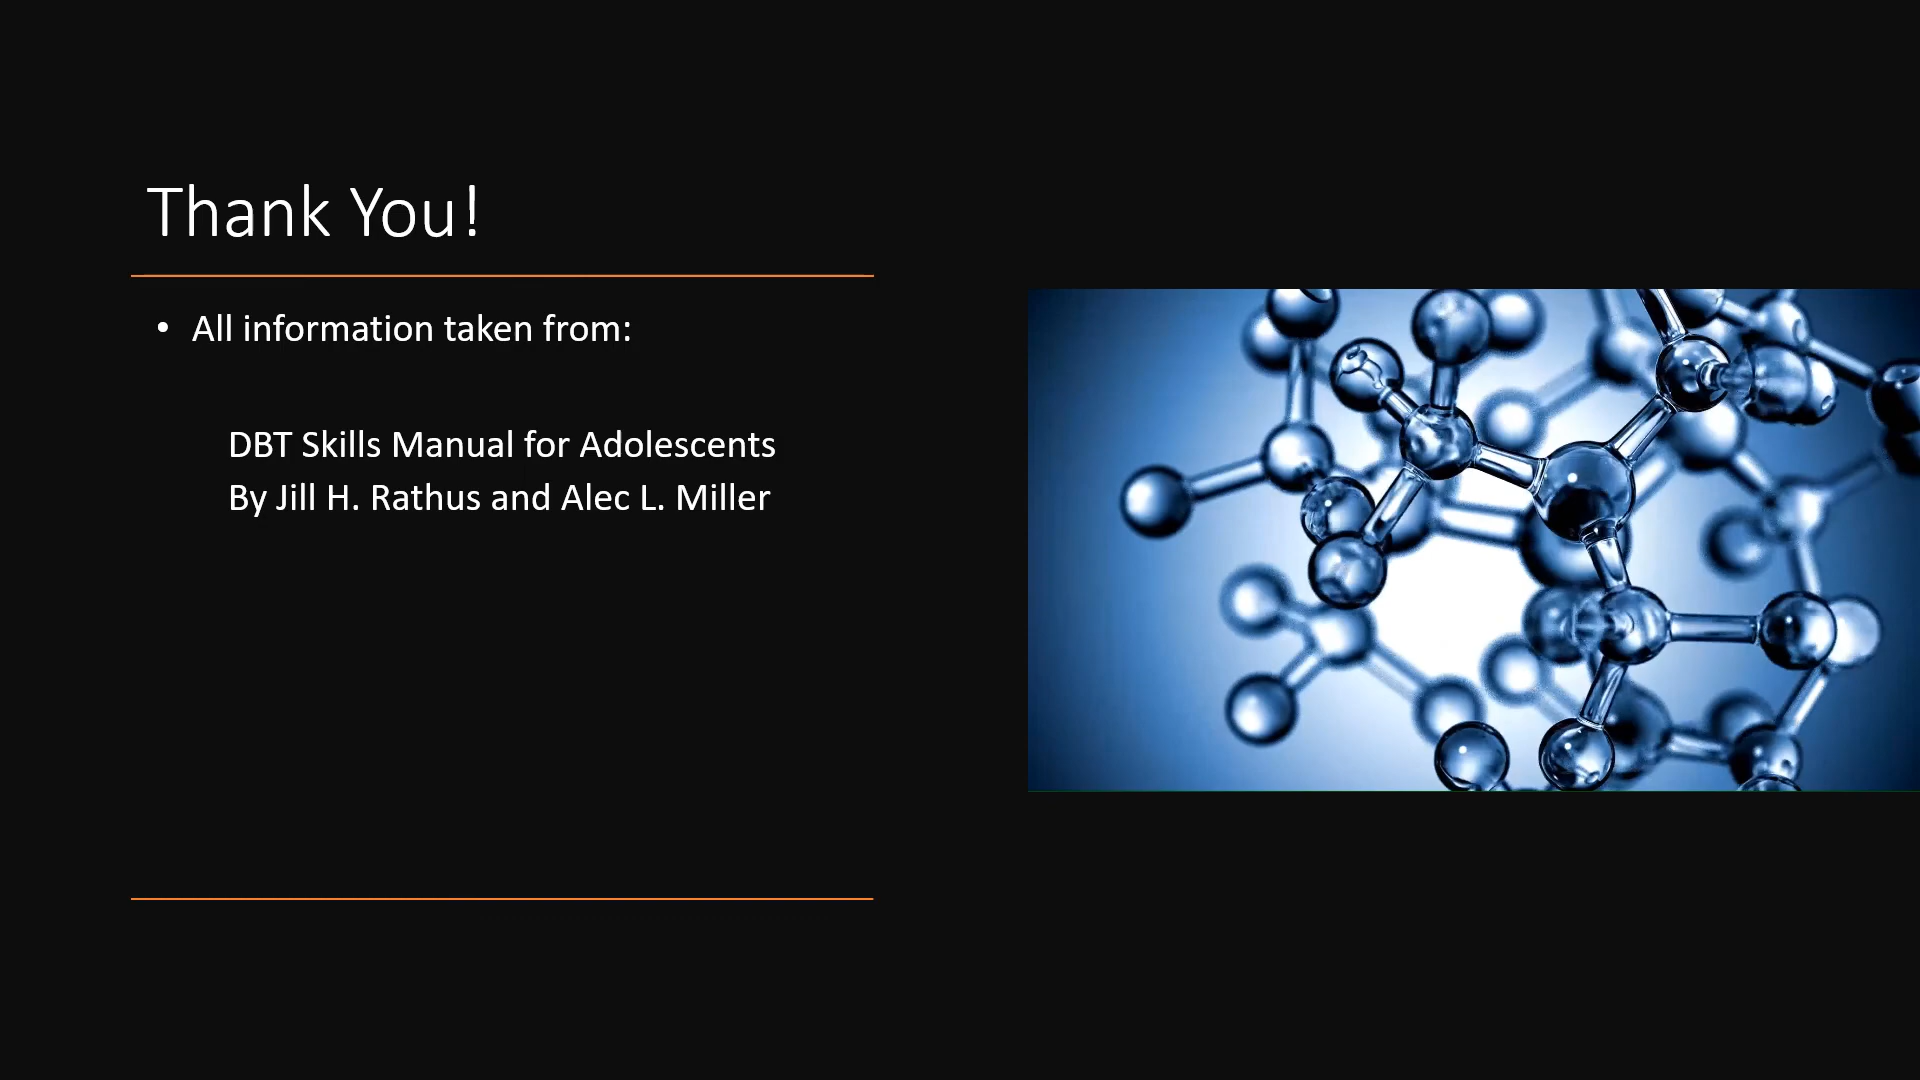 Thank You!
• All information taken from:
DBT Skills Manual for Adolescents
By Jill H. Rathus and Alec L. Miller